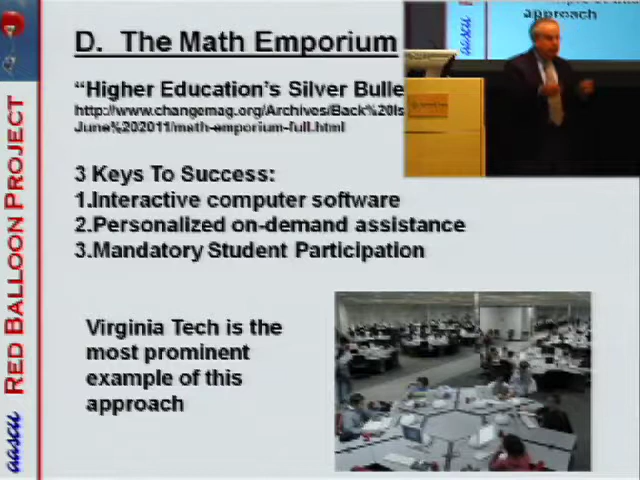 D. The Math Emporium
“Higher Education’s Silver Bulle
http://www.changemag.org/Archives/Back%20Is
June%202011/math-emporium-full.html
3 Keys To Success:
1.Interactive computer software
2.Personalized on-demand assistance
3.Mandatory Student Participation
Virginia Tech is the
most prominent
example of this
approach
aascu RED BALLOON PROJECT
aascu
approach